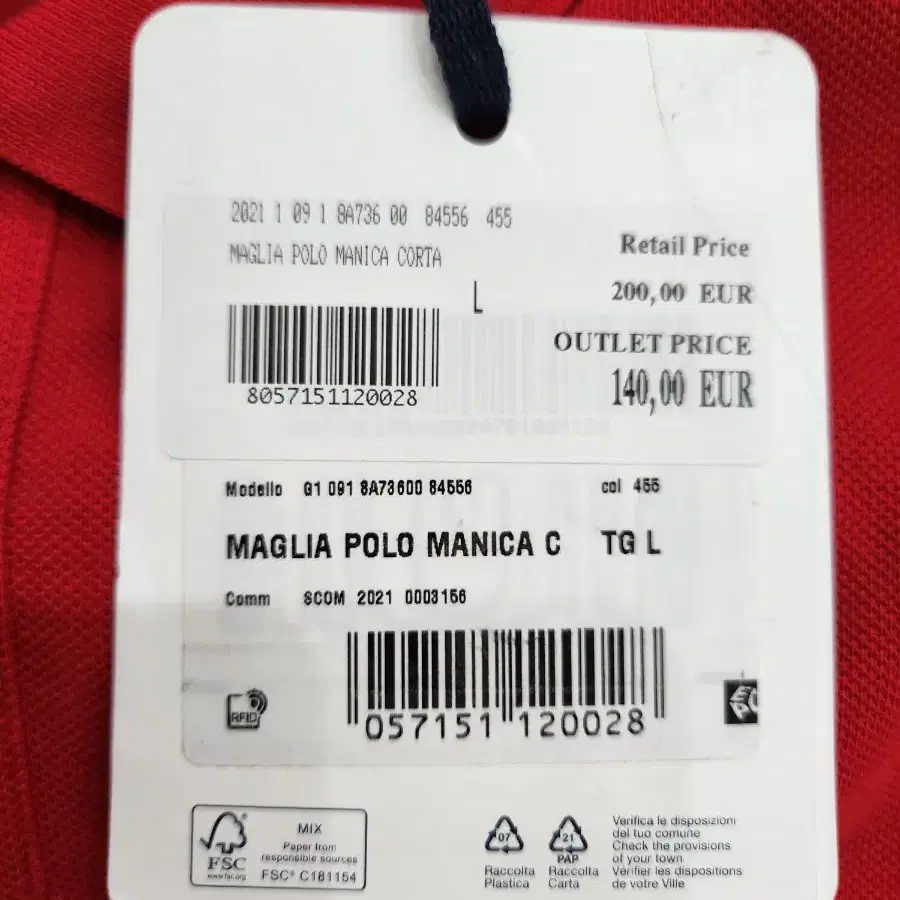 2021 1 09 1 8A736 00 84556 455
MAGLIA POLO MANICA CORTA
L
Retail Price
200,00 EUR
OUTLET PRICE
140,00 EUR
8057151120028
Modello G1 091 8A73600 84556 col 455
MAGLIA POLO MANICA C TG L
Comm SCOM 2021 0003156
RFID
057151 120028
FSC
www.fsc.org
MIX
Paper from
responsible sources
FSC® C181154
07
Raccolta
Plastica
21
PAP
Raccolta
Carta
Verifica le disposizioni
del tuo comune
Check the provisions
of your town
Vérifier les dispositions
de votre Ville